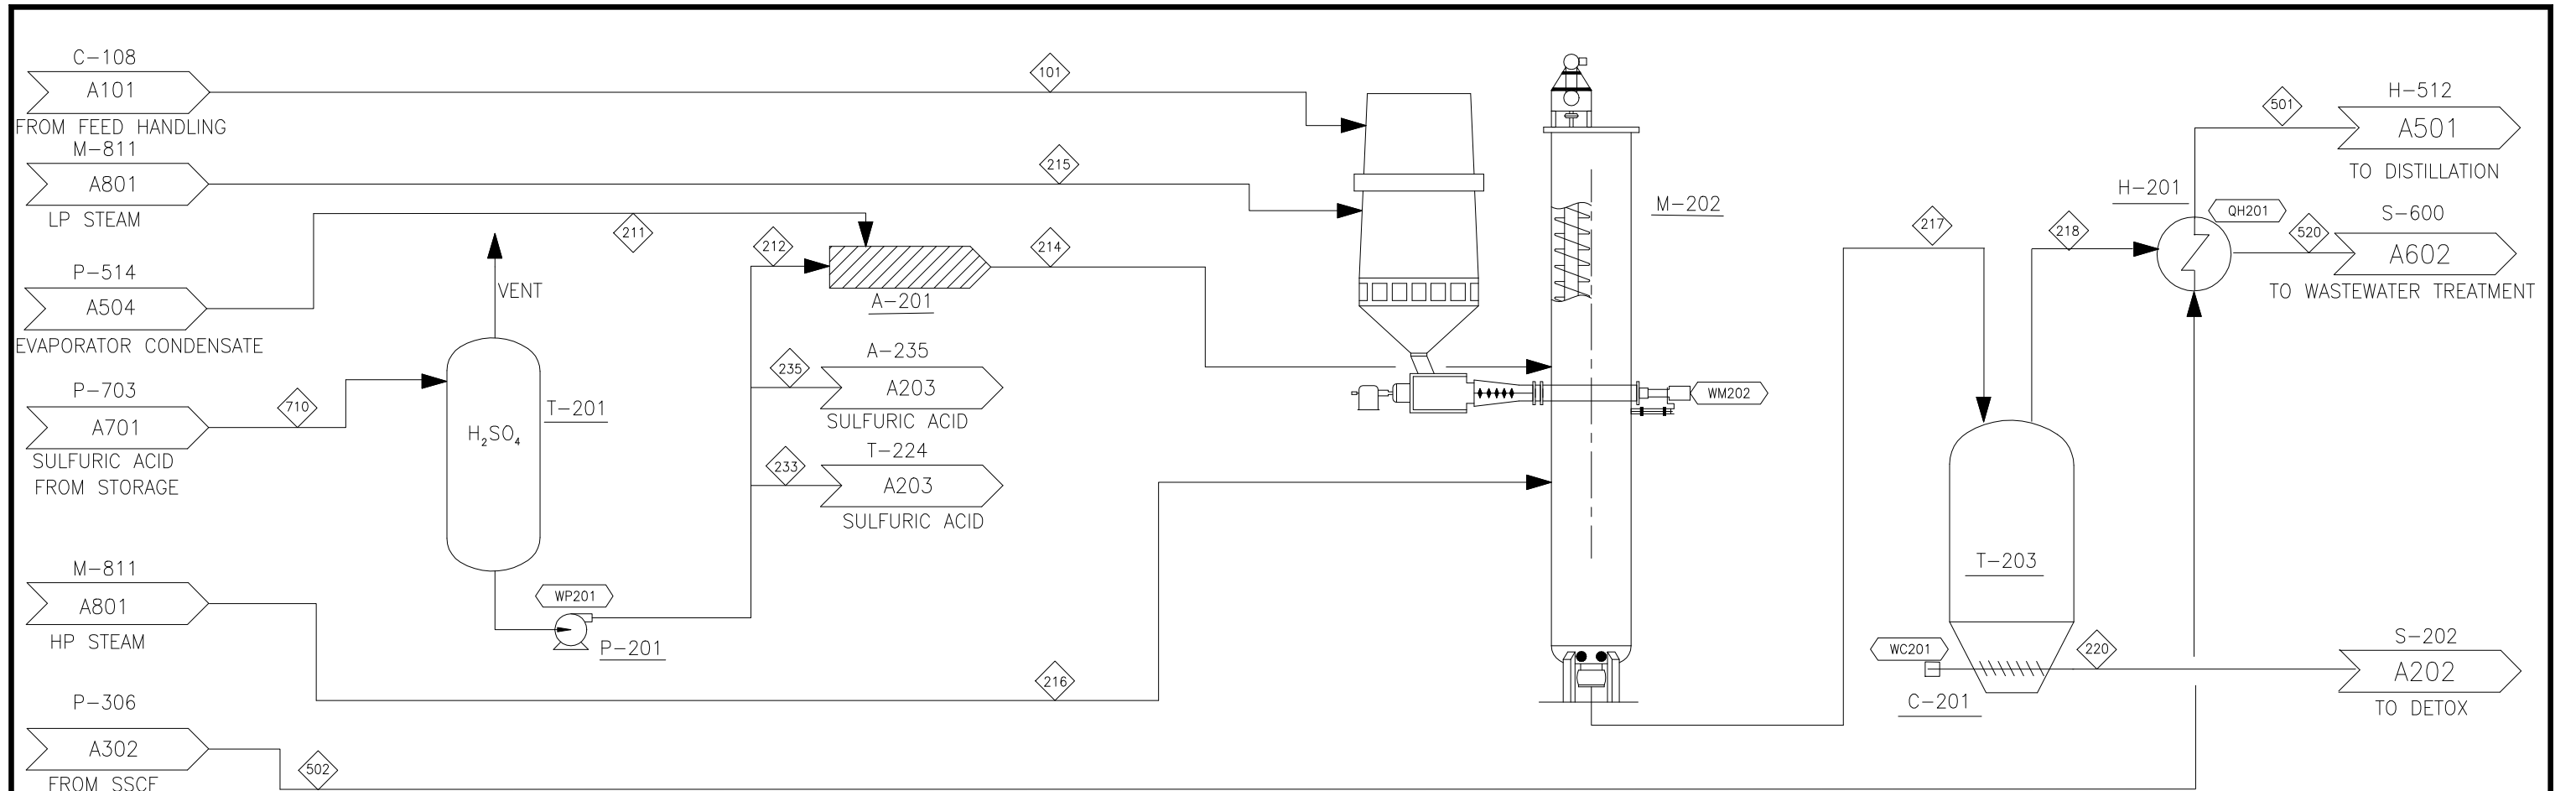 C-108
A101
FROM FEED HANDLING
101
M-811
A801
LP STEAM
215
211
P-514
A504
EVAPORATOR CONDENSATE
VENT
212
A-201
214
P-703
A701
SULFURIC ACID
FROM STORAGE
710
H₂SO₄
T-201
235
A-235
A203
SULFURIC ACID
233
T-224
A203
SULFURIC ACID
WP201
P-201
M-811
A801
HP STEAM
216
P-306
A302
FROM SSCF
502
M-202
WM202
217
218
H-201
QH201
501
H-512
A501
TO DISTILLATION
520
S-600
A602
TO WASTEWATER TREATMENT
T-203
WC201
C-201
220
S-202
A202
TO DETOX